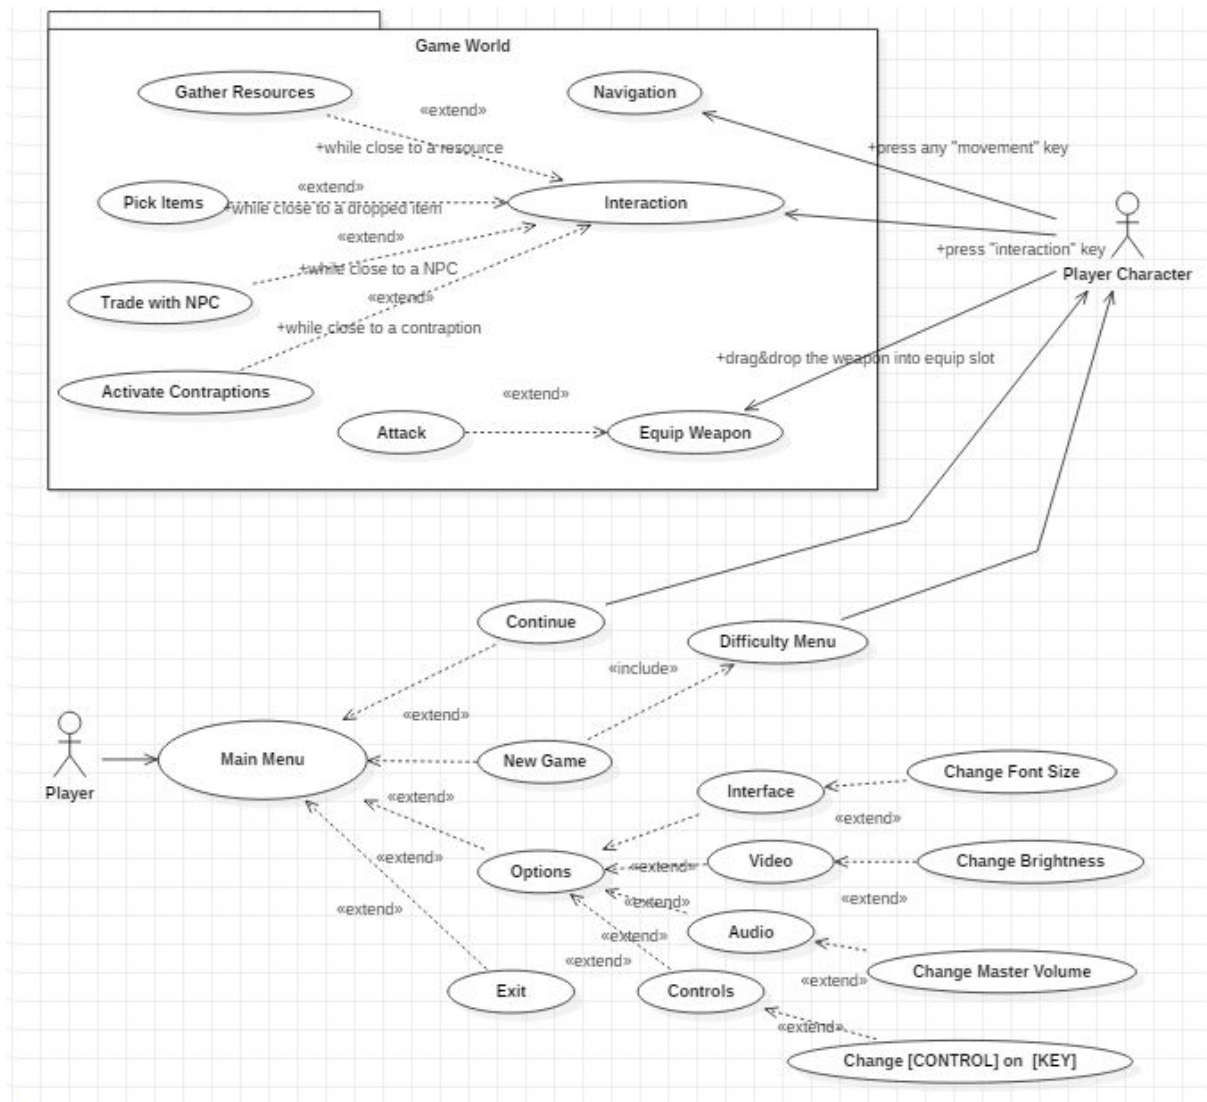 Game World
Gather Resources
Navigation
«extend»
+while close to a resource
+press any "movement" key
Pick Items
«extend»
+while close to a dropped item
Interaction
«extend»
+press "interaction" key
+while close to a NPC
Player Character
Trade with NPC
«extend»
+while close to a contraption
+drag&drop the weapon into equip slot
Activate Contraptions
«extend»
Attack
Equip Weapon
Continue
Difficulty Menu
«include»
«extend»
Player
Main Menu
New Game
Interface
Change Font Size
«extend»
«extend»
«extend»
Options
«extend»
Video
Change Brightness
«extend»
«extend»
«extend»
Audio
«extend»
«extend»
Change Master Volume
«extend»
Exit
Controls
«extend»
Change [CONTROL] on [KEY]